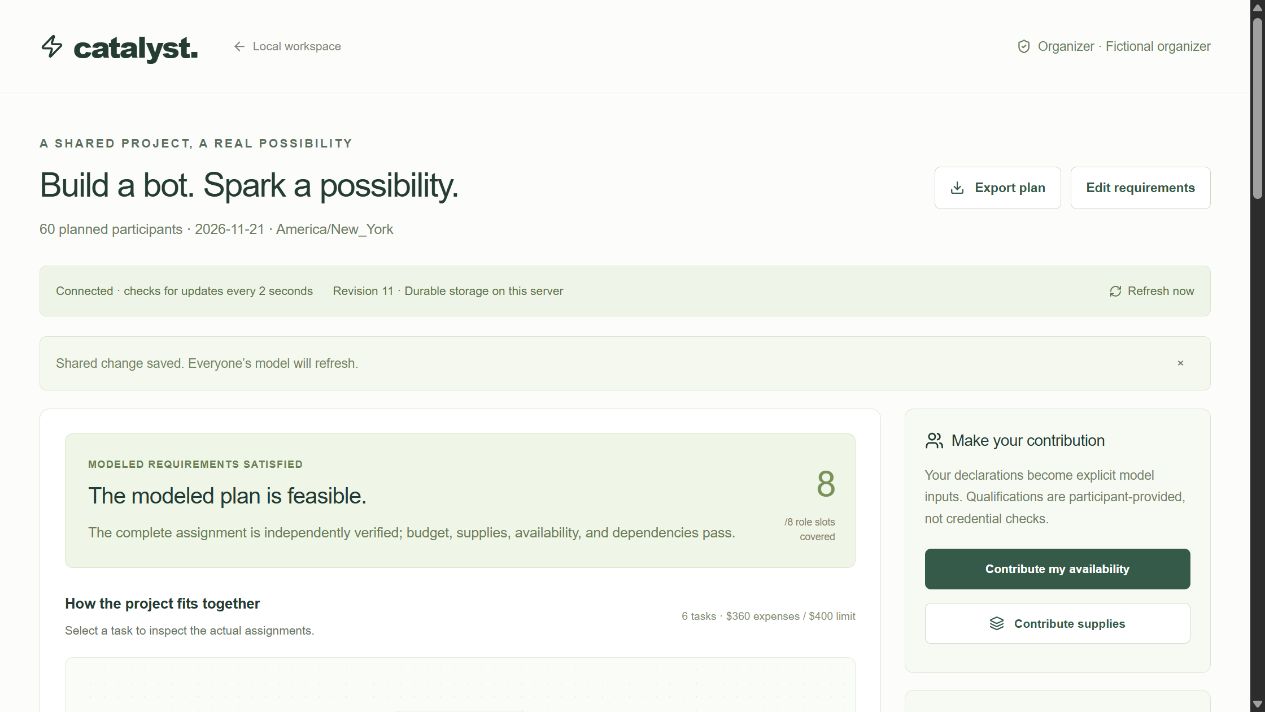 catalyst.
Local workspace
Organizer · Fictional organizer
A SHARED PROJECT, A REAL POSSIBILITY
Build a bot. Spark a possibility.
60 planned participants · 2026-11-21 · America/New_York
Export plan
Edit requirements
Connected · checks for updates every 2 seconds
Revision 11 · Durable storage on this server
Refresh now
Shared change saved. Everyone's model will refresh.
×
MODELED REQUIREMENTS SATISFIED
The modeled plan is feasible.
The complete assignment is independently verified; budget, supplies, availability, and dependencies pass.
8
/8 role slots
covered
How the project fits together
Select a task to inspect the actual assignments.
6 tasks · $360 expenses / $400 limit
Make your contribution
Your declarations become explicit model
inputs. Qualifications are participant-provided,
not credential checks.
Contribute my availability
Contribute supplies